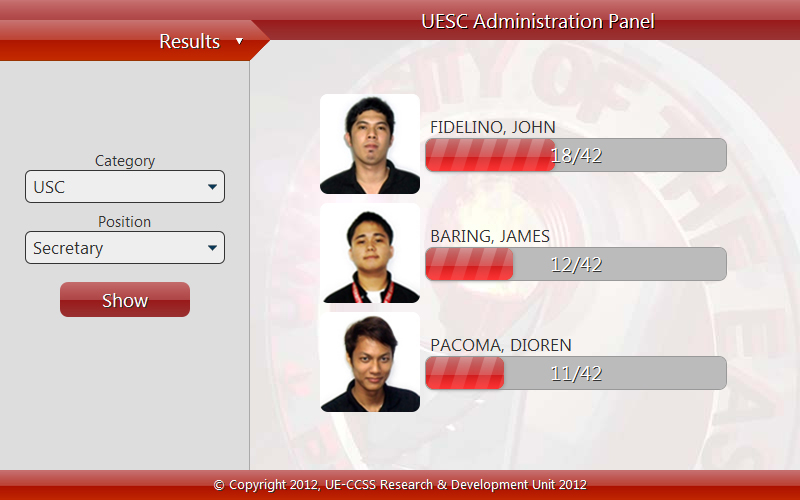 UESC Administration Panel
Results
Category
USC
Position
Secretary
Show
FIDELINO, JOHN
18/42
BARING, JAMES
12/42
PACOMA, DIOREN
11/42
© Copyright 2012, UE-CCSS Research & Development Unit 2012